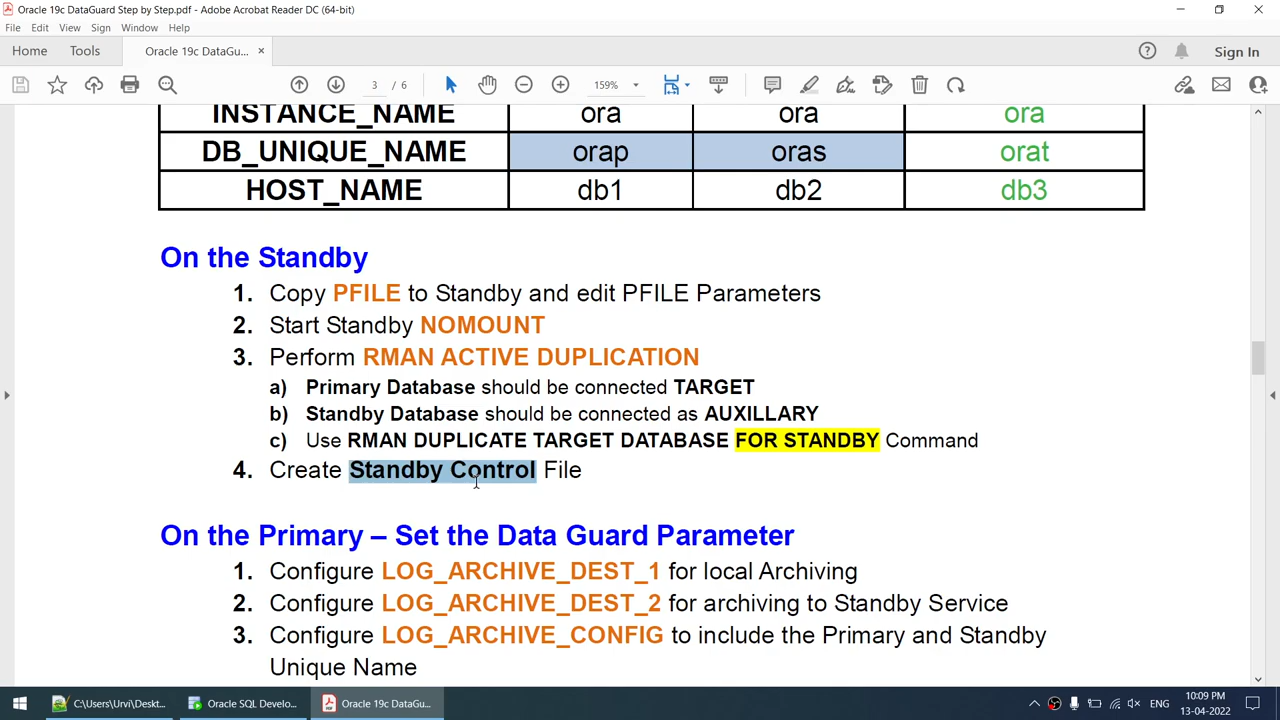 Oracle 19c DataGuard Step by Step.pdf - Adobe Acrobat Reader DC (64-bit)
File Edit View Sign Window Help
Home Tools Oracle 19c DataGu... × Sign In
3 / 6 159%
INSTANCE_NAME ora ora ora
DB_UNIQUE_NAME orap oras orat
HOST_NAME db1 db2 db3
On the Standby
1. Copy PFILE to Standby and edit PFILE Parameters
2. Start Standby NOMOUNT
3. Perform RMAN ACTIVE DUPLICATION
a) Primary Database should be connected TARGET
b) Standby Database should be connected as AUXILLARY
c) Use RMAN DUPLICATE TARGET DATABASE FOR STANDBY Command
4. Create Standby Control File
On the Primary – Set the Data Guard Parameter
1. Configure LOG_ARCHIVE_DEST_1 for local Archiving
2. Configure LOG_ARCHIVE_DEST_2 for archiving to Standby Service
3. Configure LOG_ARCHIVE_CONFIG to include the Primary and Standby
Unique Name
C:\Users\Urvi\Deskt... Oracle SQL Develo... Oracle 19c DataGu... ENG 10:09 PM
13-04-2022